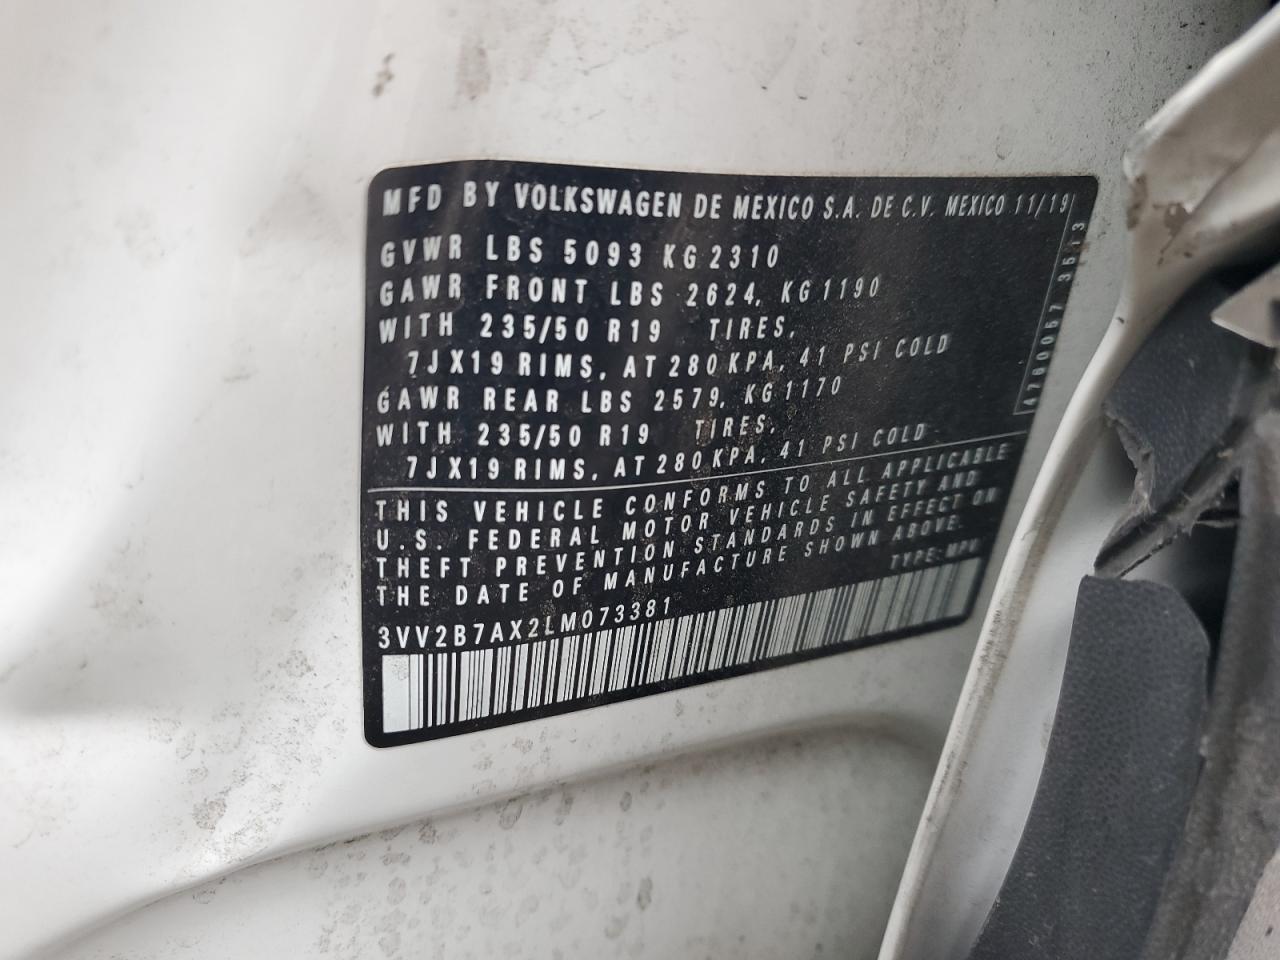 MFD BY VOLKSWAGEN DE MEXICO S.A. DE C.V. MEXICO 11/19
GVWR LBS 5093 KG 2310
GAWR FRONT LBS 2624, KG 1190
WITH 235/50 R19 TIRES,
7JX19 RIMS, AT 280 KPA, 41 PSI COLD
GAWR REAR LBS 2579, KG 1170
WITH 235/50 R19 TIRES,
7JX19 RIMS, AT 280 KPA, 41 PSI COLD
THIS VEHICLE CONFORMS TO ALL APPLICABLE
U.S. FEDERAL MOTOR VEHICLE SAFETY AND
THEFT PREVENTION STANDARDS IN EFFECT ON
THE DATE OF MANUFACTURE SHOWN ABOVE.
TYPE: MPV
3VV2B7AX2LM073381